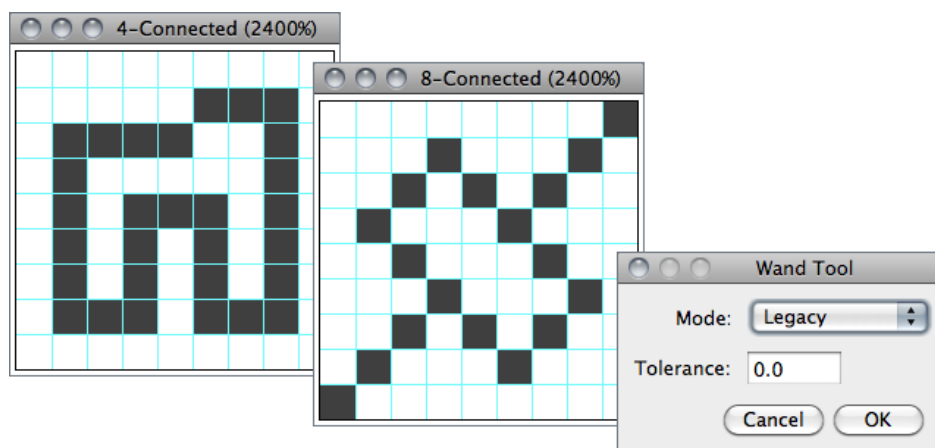 4-Connected (2400%)
8-Connected (2400%)
Wand Tool
Mode: Legacy
Tolerance: 0.0
Cancel OK